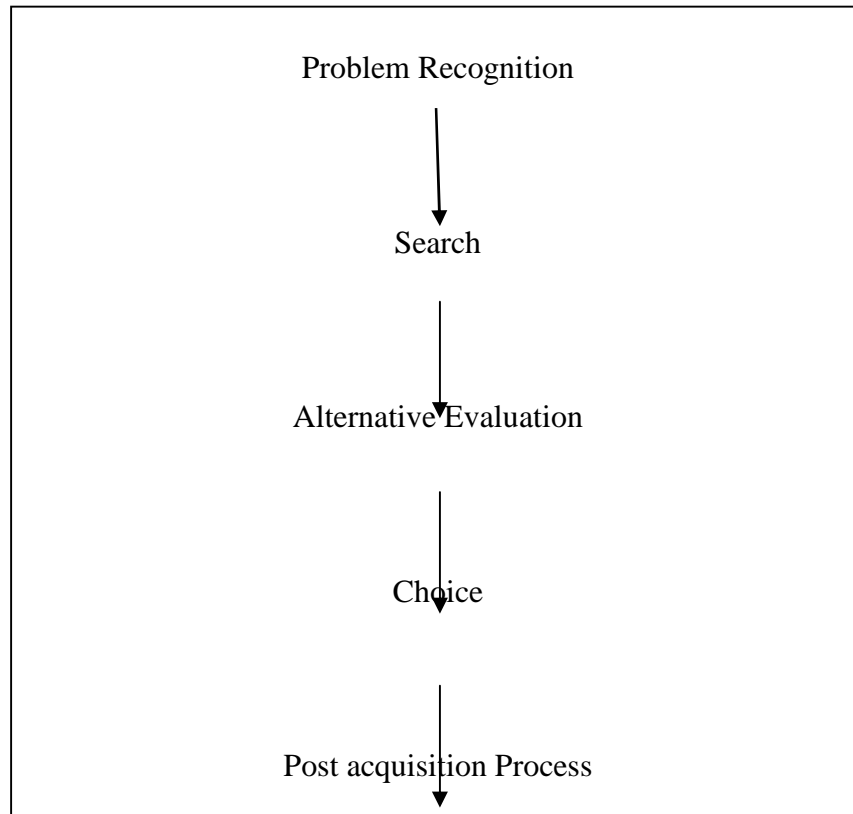 Problem Recognition
Search
Alternative Evaluation
Choice
Post acquisition Process